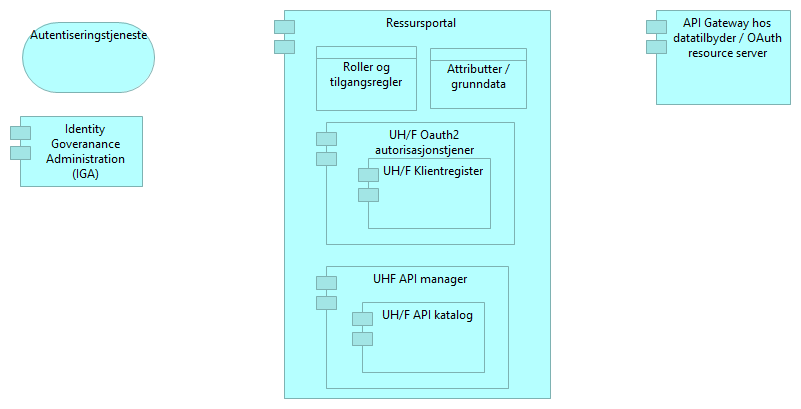 Autentiseringstjeneste
Identity
Goveranance
Administration
(IGA)
Ressursportal
Roller og
tilgangsregler
Attributter /
grunndata
UH/F Oauth2
autorisasjonstjener
UH/F Klientregister
UHF API manager
UH/F API katalog
API Gateway hos
datatilbyder / OAuth
resource server